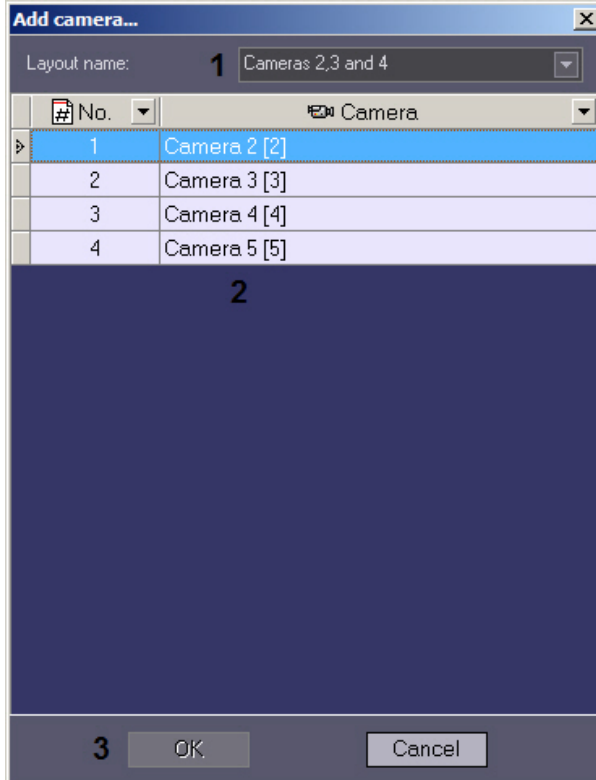 Add camera...
Layout name: 1 Cameras 2,3 and 4
No. Camera
1 Camera 2 [2]
2 Camera 3 [3]
3 Camera 4 [4]
4 Camera 5 [5]
2
3 OK Cancel